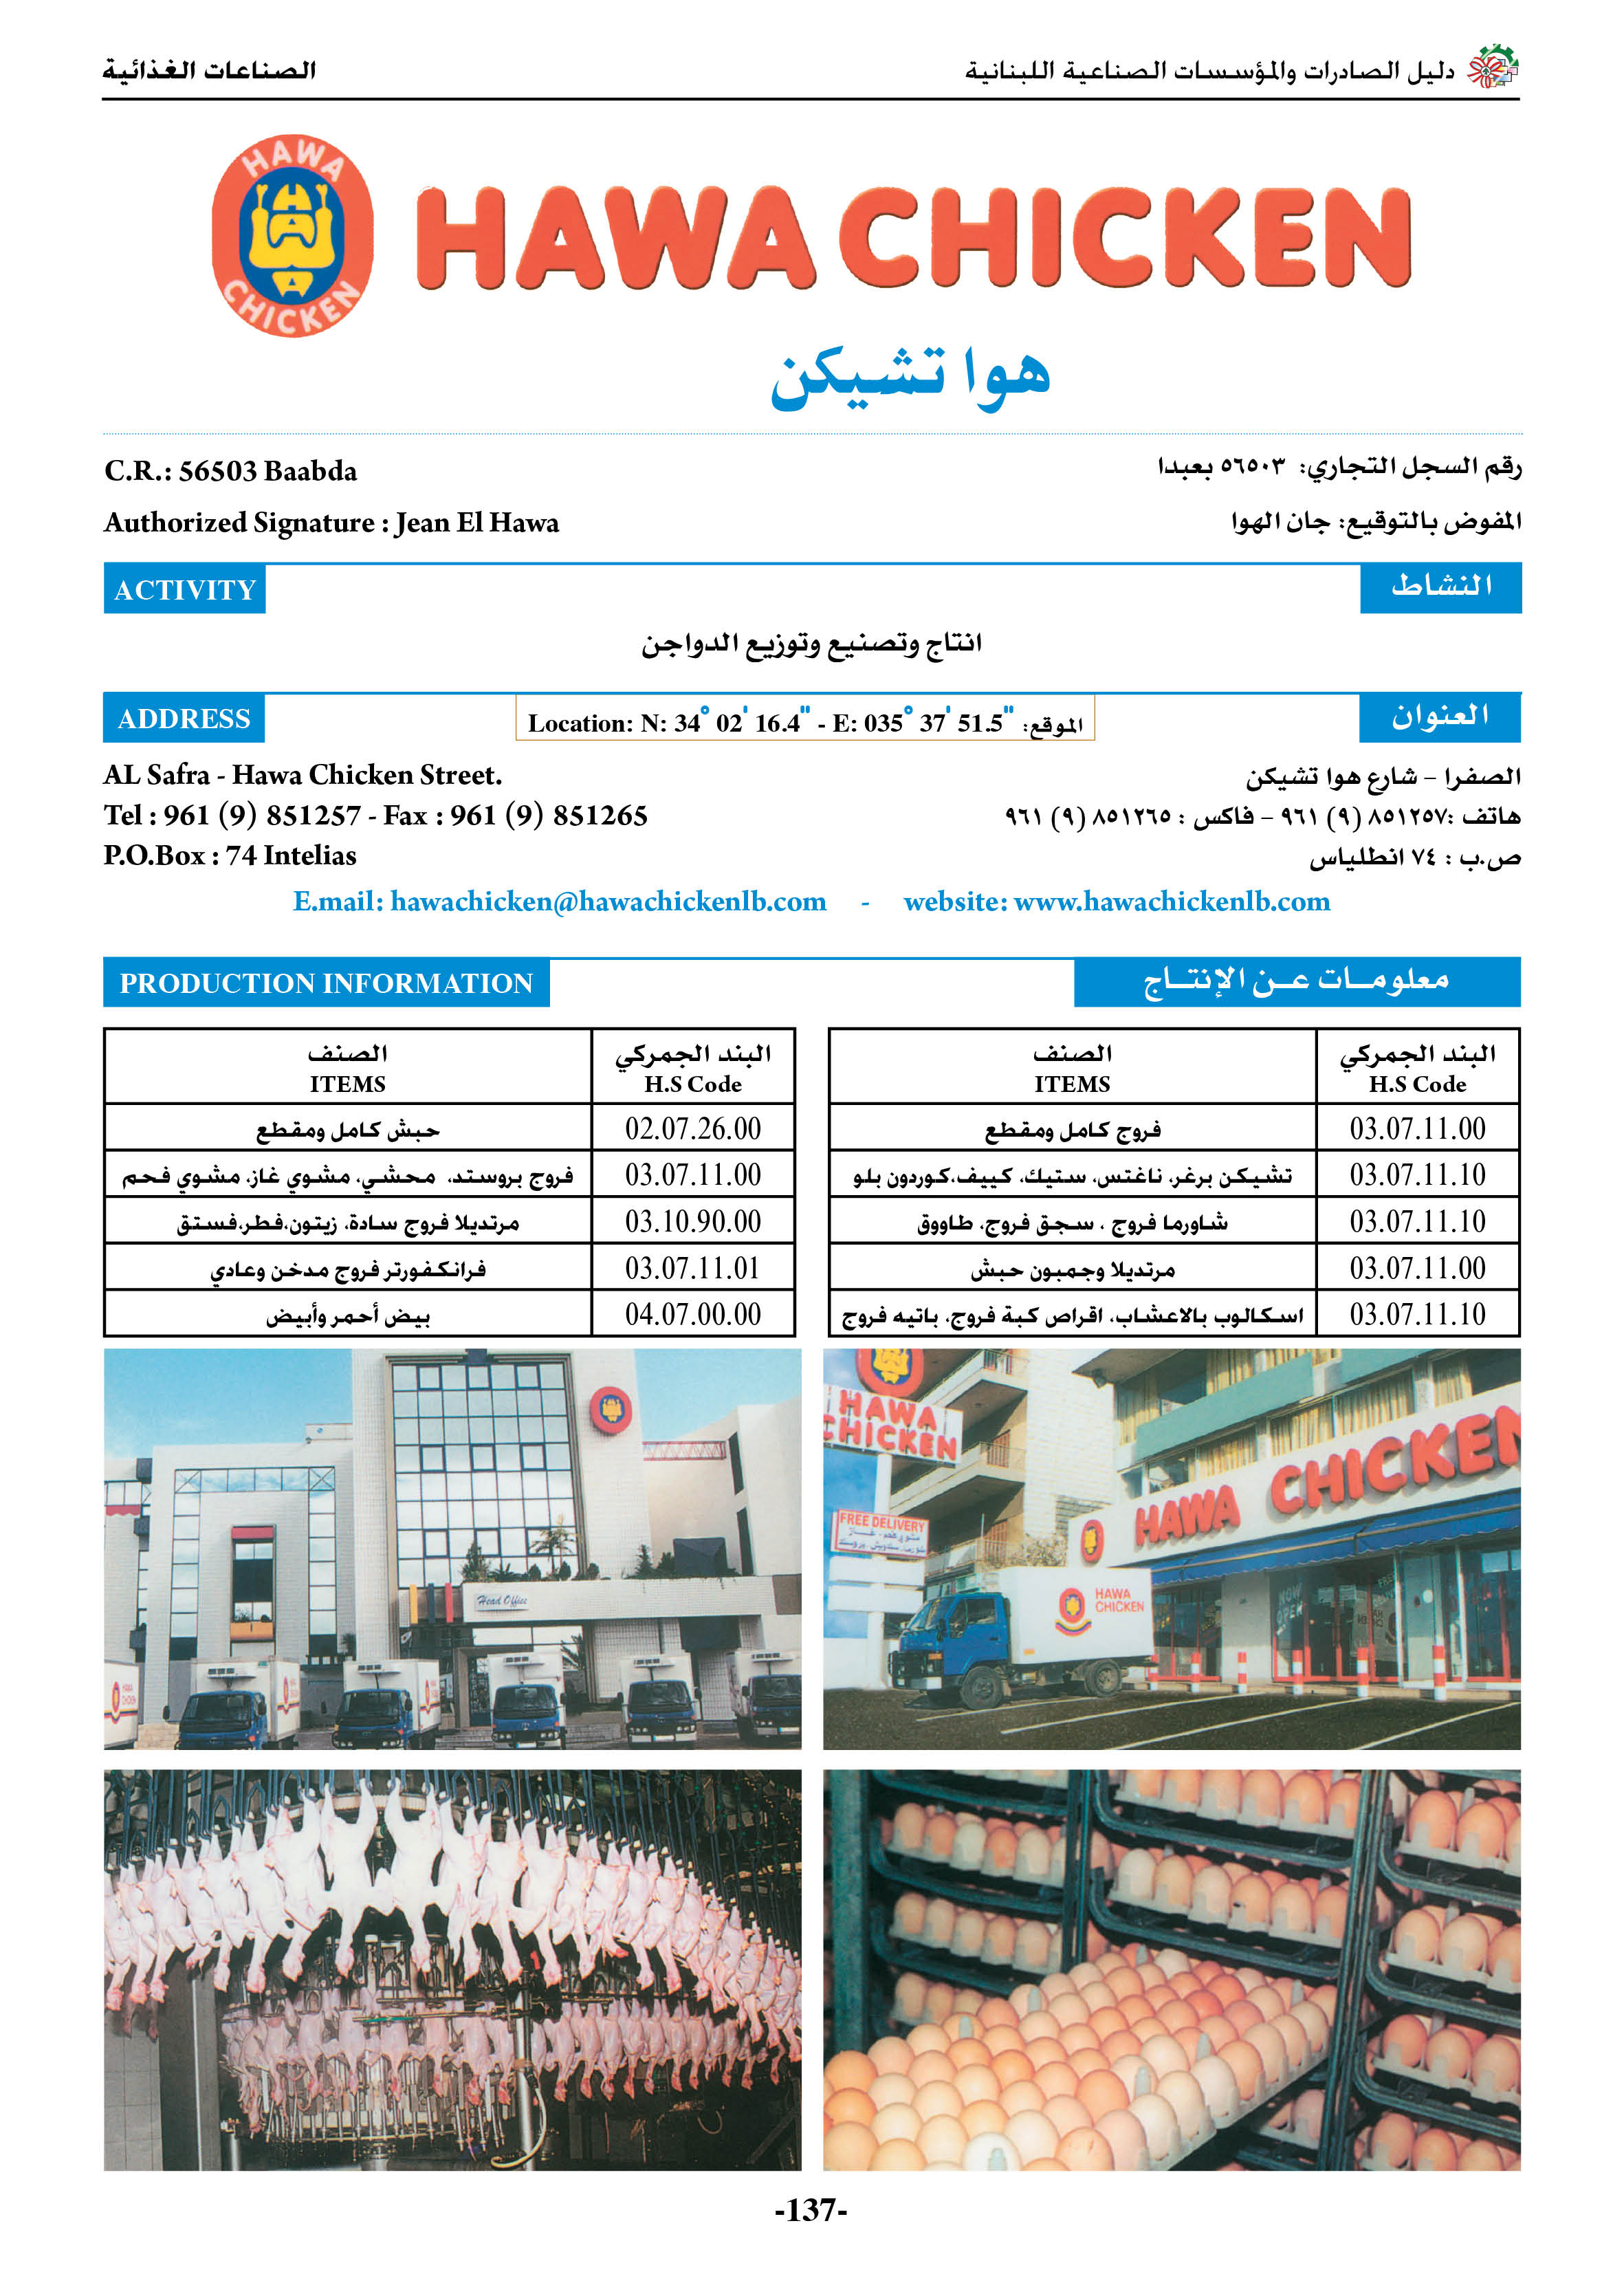 دليل الصادرات والمؤسسات الصناعية اللبنانية
الصناعات الغذائية
HAWA CHICKEN
HAWA CHICKEN
هوا تشيكن
C.R.: 56503 Baabda
رقم السجل التجاري: ٥٦٥٠٣ بعبدا
Authorized Signature : Jean El Hawa
المفوض بالتوقيع: جان الهوا
ACTIVITY
النشاط
انتاج وتصنيع وتوزيع الدواجن
ADDRESS
Location: N: 34° 02' 16.4" - E: 035° 37' 51.5" :الموقع
العنوان
AL Safra - Hawa Chicken Street.
الصفرا – شارع هوا تشيكن
Tel : 961 (9) 851257 - Fax : 961 (9) 851265
هاتف :٨٥١٢٥٧ (٩) ٩٦١ – فاكس : ٨٥١٢٦٥ (٩) ٩٦١
P.O.Box : 74 Intelias
ص.ب : ٧٤ انطلياس
E.mail: hawachicken@hawachickenlb.com - website: www.hawachickenlb.com
PRODUCTION INFORMATION
معلومات عن الإنتاج
البند الجمركي الصنف
H.S Code ITEMS
03.07.11.00 فروج كامل ومقطع
03.07.11.10 تشيكن برغر، ناغتس، ستيك، كييف،كوردون بلو
03.07.11.10 شاورما فروج ، سجق فروج، طاووق
03.07.11.00 مرتديلا وجمبون حبش
03.07.11.10 اسكالوب بالاعشاب، اقراص كبة فروج، باتيه فروج
البند الجمركي الصنف
H.S Code ITEMS
02.07.26.00 حبش كامل ومقطع
03.07.11.00 فروج بروستد، محشي، مشوي غاز، مشوي فحم
03.10.90.00 مرتديلا فروج سادة، زيتون،فطر،فستق
03.07.11.01 فرانكفورتر فروج مدخن وعادي
04.07.00.00 بيض أحمر وأبيض
Head Office
HAWA
CHICKEN
FREE DELIVERY
HAWA CHICKEN
HAWA
CHICKEN
NOW
OPEN
-137-